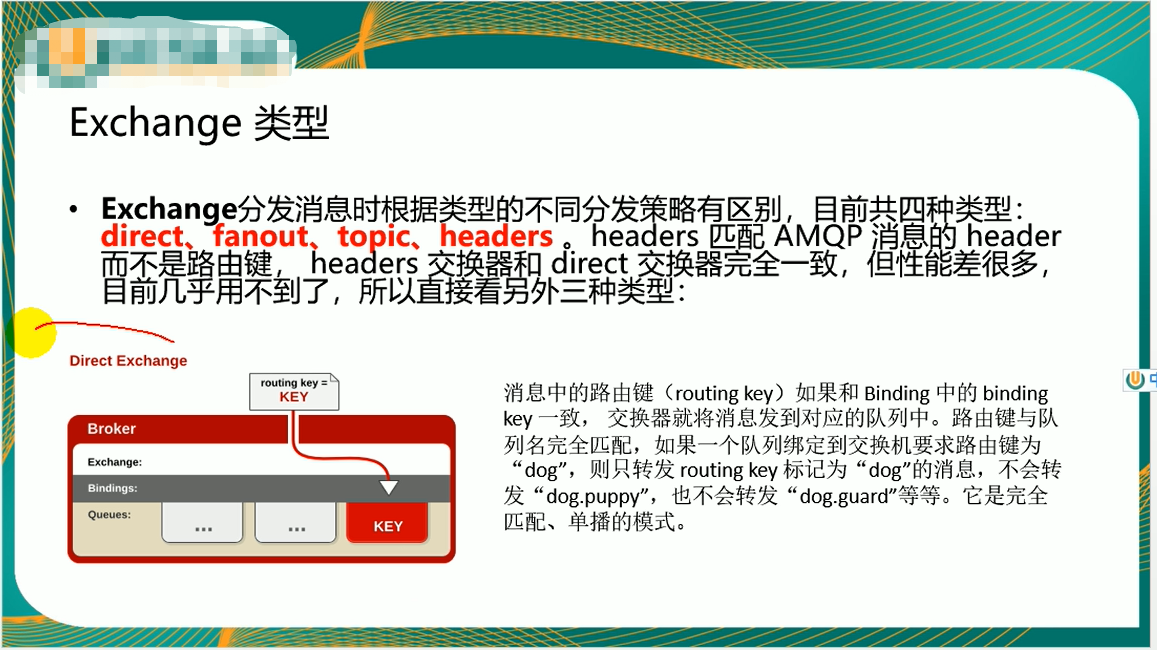 Exchange 类型
• Exchange分发消息时根据类型的不同分发策略有区别，目前共四种类型：
direct、fanout、topic、headers 。headers 匹配 AMQP 消息的 header
而不是路由键， headers 交换器和 direct 交换器完全一致，但性能差很多，
目前几乎用不到了，所以直接看另外三种类型：
Direct Exchange
routing key =
KEY
Broker
Exchange:
Bindings:
Queues:
...
...
KEY
消息中的路由键（routing key）如果和 Binding 中的 binding
key 一致， 交换器就将消息发到对应的队列中。路由键与队
列名完全匹配，如果一个队列绑定到交换机要求路由键为
“dog”，则只转发 routing key 标记为“dog”的消息，不会转
发“dog.puppy”，也不会转发“dog.guard”等等。它是完全
匹配、单播的模式。